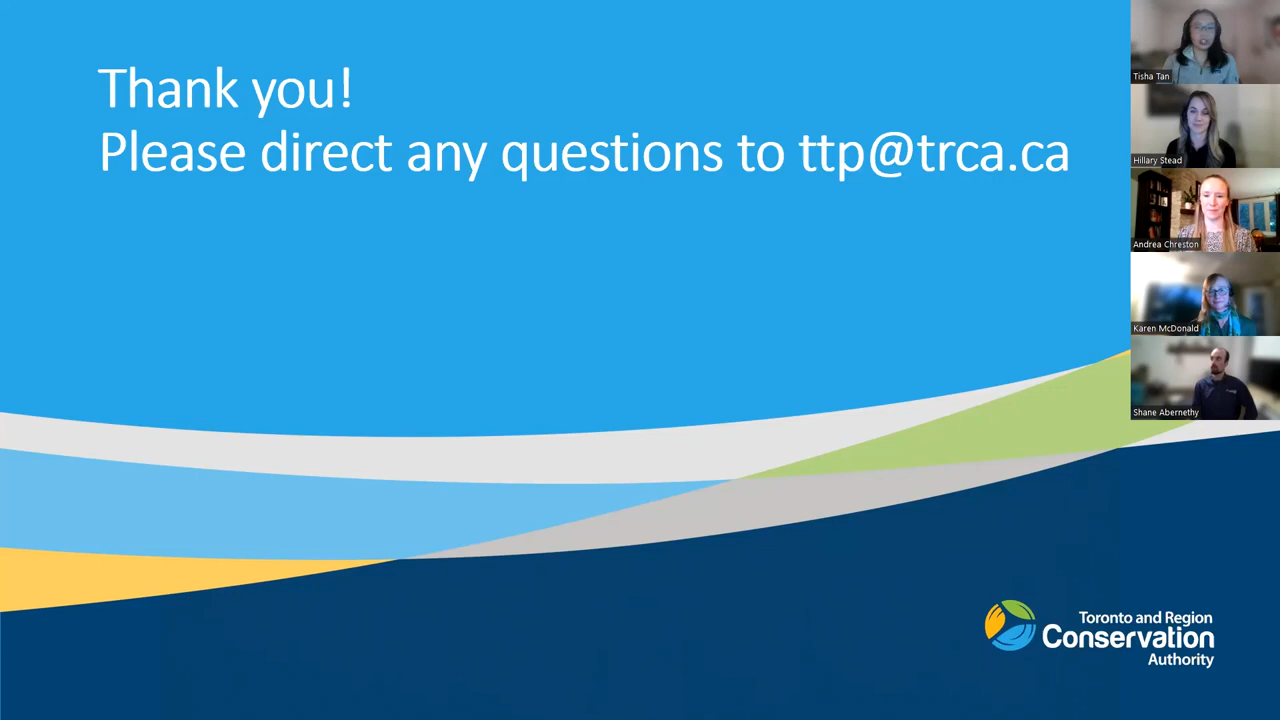 Thank you!
Please direct any questions to ttp@trca.ca
Tisha Tan
Hillary Stead
Andrea Chreston
Karen McDonald
Shane Abernethy
Toronto and Region
Conservation
Authority